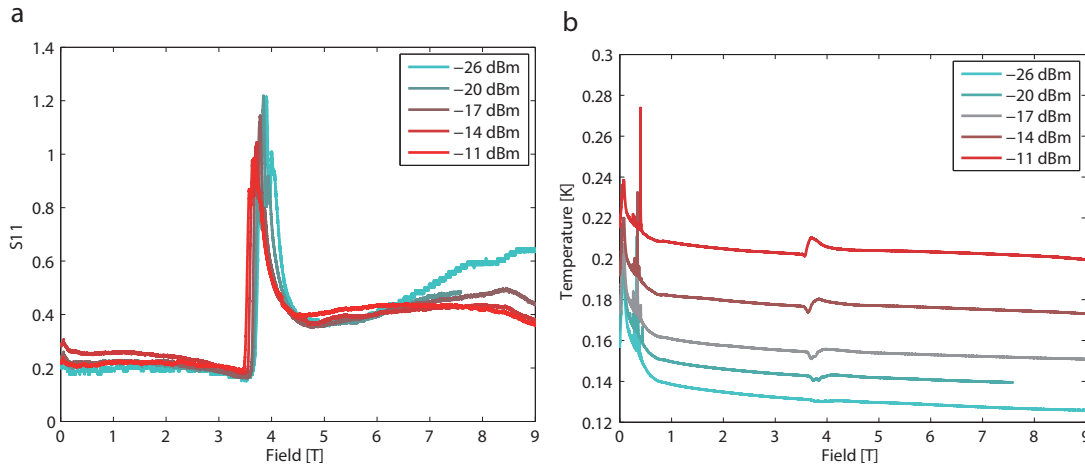 a
1.4
1.2
1
0.8
0.6
0.4
0.2
0
S11
0 1 2 3 4 5 6 7 8 9
Field [T]
−26 dBm
−20 dBm
−17 dBm
−14 dBm
−11 dBm
b
0.3
0.28
0.26
0.24
0.22
0.2
0.18
0.16
0.14
0.12
Temperature [K]
0 1 2 3 4 5 6 7 8 9
Field [T]
−26 dBm
−20 dBm
−17 dBm
−14 dBm
−11 dBm